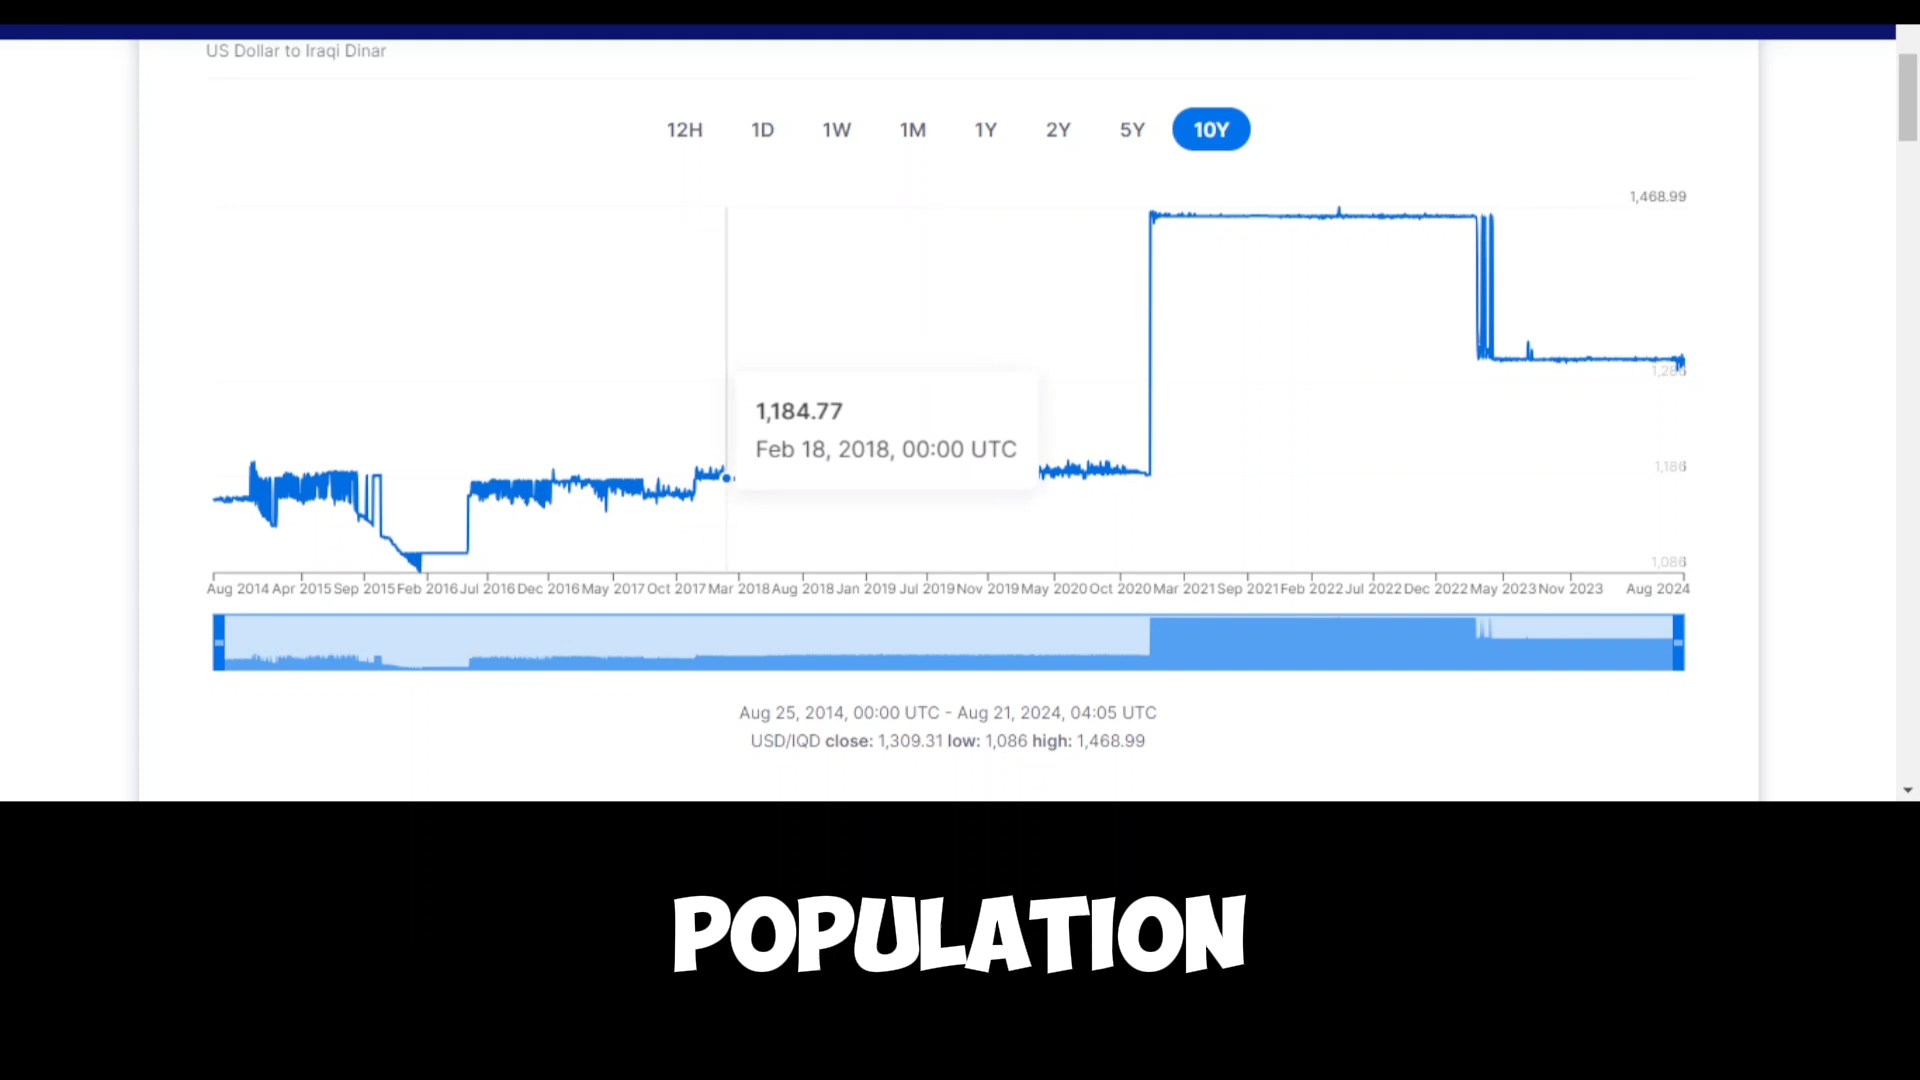 US Dollar to Iraqi Dinar
12H 1D 1W 1M 1Y 2Y 5Y 10Y
1,468.99
1,286
1,184.77
Feb 18, 2018, 00:00 UTC
1,186
1,086
Aug 2014 Apr 2015 Sep 2015 Feb 2016 Jul 2016 Dec 2016 May 2017 Oct 2017 Mar 2018 Aug 2018 Jan 2019 Jul 2019 Nov 2019 May 2020 Oct 2020 Mar 2021 Sep 2021 Feb 2022 Jul 2022 Dec 2022 May 2023 Nov 2023 Aug 2024
Aug 25, 2014, 00:00 UTC - Aug 21, 2024, 04:05 UTC
USD/IQD close: 1,309.31 low: 1,086 high: 1,468.99
POPULATION